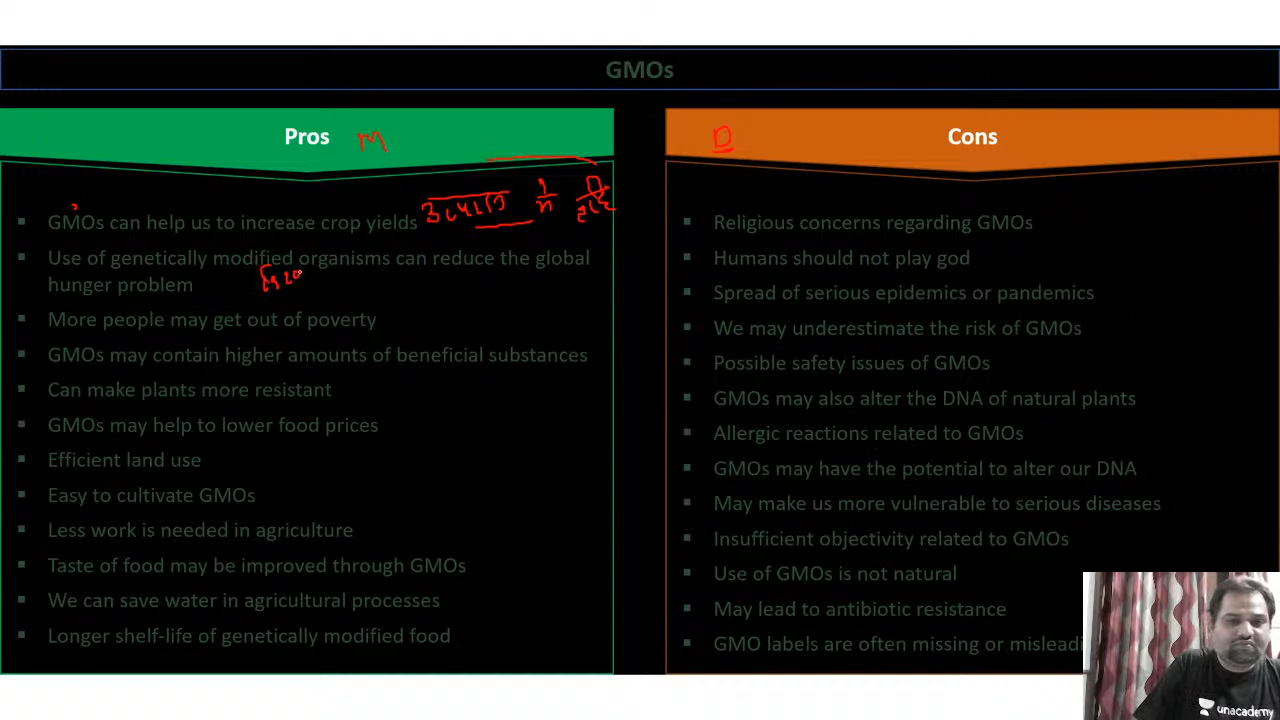 GMOs
Pros M
GMOs can help us to increase crop yields
Use of genetically modified organisms can reduce the global
hunger problem
More people may get out of poverty
GMOs may contain higher amounts of beneficial substances
Can make plants more resistant
GMOs may help to lower food prices
Efficient land use
Easy to cultivate GMOs
Less work is needed in agriculture
Taste of food may be improved through GMOs
We can save water in agricultural processes
Longer shelf-life of genetically modified food
D Cons
Religious concerns regarding GMOs
Humans should not play god
Spread of serious epidemics or pandemics
We may underestimate the risk of GMOs
Possible safety issues of GMOs
GMOs may also alter the DNA of natural plants
Allergic reactions related to GMOs
GMOs may have the potential to alter our DNA
May make us more vulnerable to serious diseases
Insufficient objectivity related to GMOs
Use of GMOs is not natural
May lead to antibiotic resistance
GMO labels are often missing or misleadi
unacademy